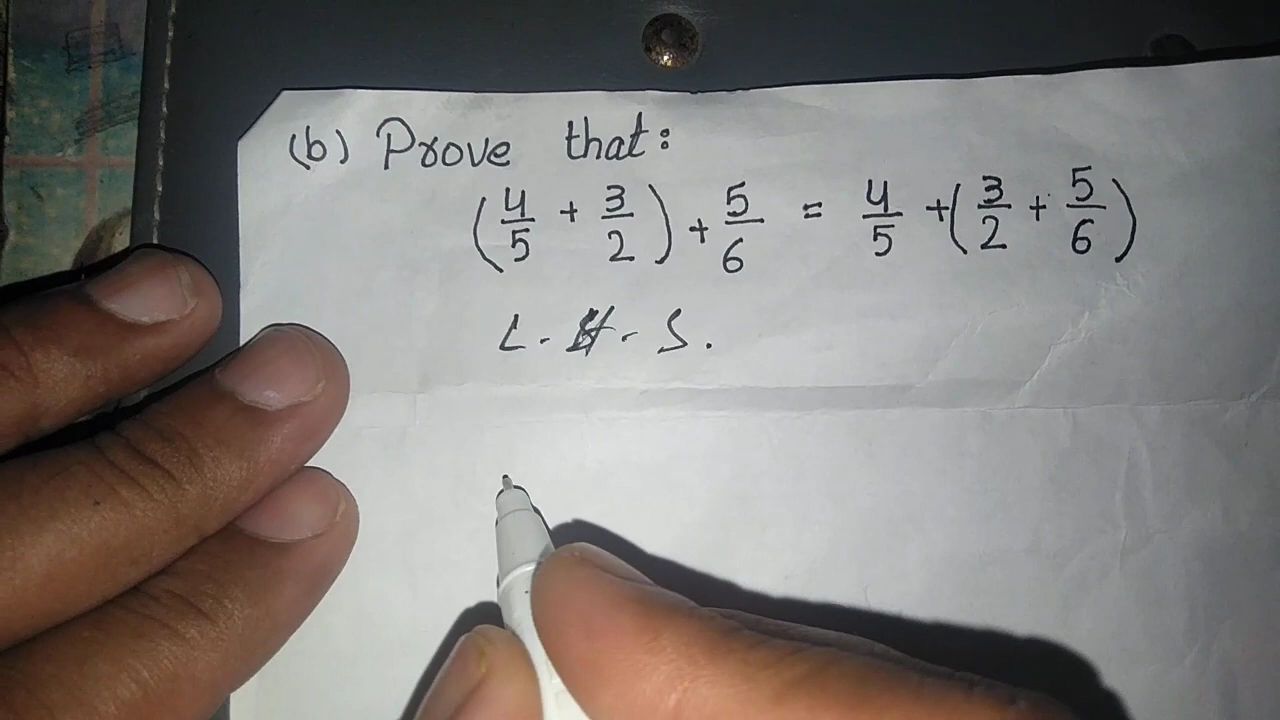 (b) Prove that:
(4/5 + 3/2) + 5/6 = 4/5 + (3/2 + 5/6)
L.H.S.